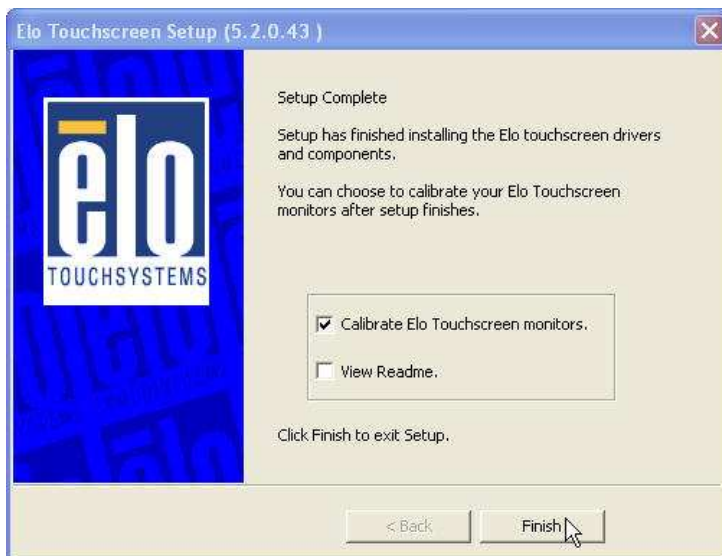 Elo Touchscreen Setup (5.2.0.43 )
Setup Complete
Setup has finished installing the Elo touchscreen drivers
and components.
You can choose to calibrate your Elo Touchscreen
monitors after setup finishes.
ēlo
TOUCHSYSTEMS
Calibrate Elo Touchscreen monitors.
View Readme.
Click Finish to exit Setup.
< Back
Finish